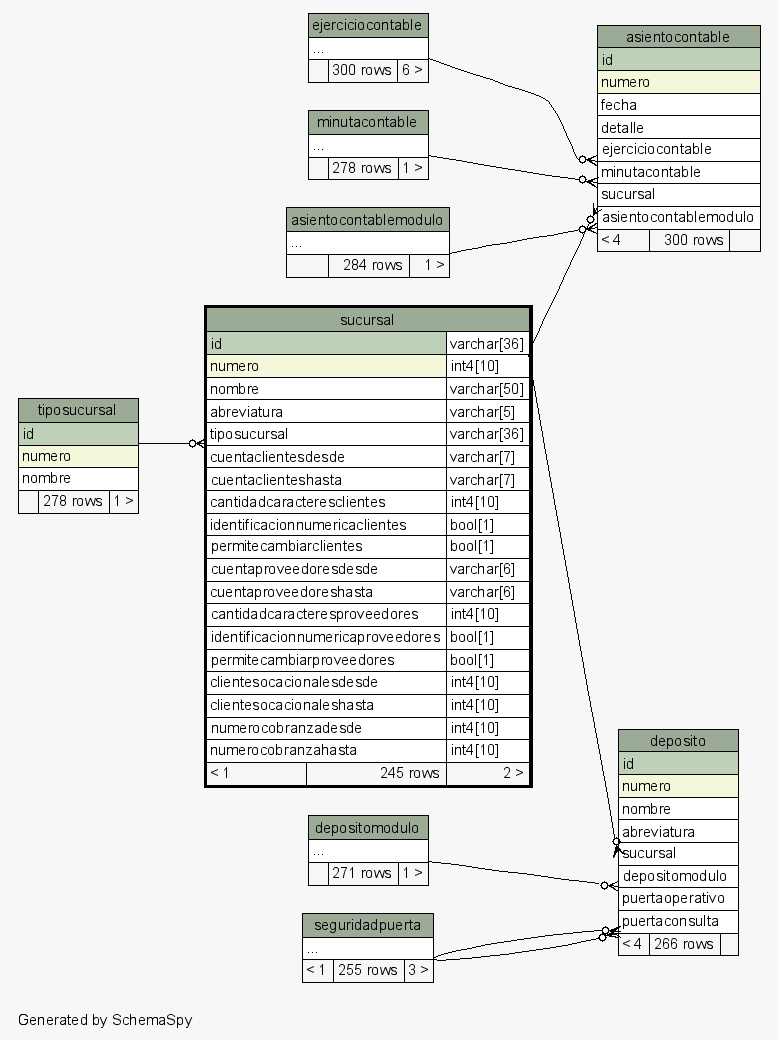 ejerciciocontable
...
300 rows 6 >
minutacontable
...
278 rows 1 >
asientocontablemodulo
...
284 rows 1 >
asientocontable
id
numero
fecha
detalle
ejerciciocontable
minutacontable
sucursal
asientocontablemodulo
< 4 300 rows
tiposucursal
id
numero
nombre
278 rows 1 >
sucursal
id varchar[36]
numero int4[10]
nombre varchar[50]
abreviatura varchar[5]
tiposucursal varchar[36]
cuentaclientesdesde varchar[7]
cuentaclienteshasta varchar[7]
cantidadcaracteresclientes int4[10]
identificacionnumericaclientes bool[1]
permitecambiarclientes bool[1]
cuentaproveedoresdesde varchar[6]
cuentaproveedoreshasta varchar[6]
cantidadcaracteresproveedores int4[10]
identificacionnumericaproveedores bool[1]
permitecambiarproveedores bool[1]
clientesocacionalesdesde int4[10]
clientesocacionaleshasta int4[10]
numerocobranzadesde int4[10]
numerocobranzahasta int4[10]
< 1 245 rows 2 >
depositomodulo
...
271 rows 1 >
seguridadpuerta
...
< 1 255 rows 3 >
deposito
id
numero
nombre
abreviatura
sucursal
depositomodulo
puertaoperativo
puertaconsulta
< 4 266 rows
Generated by SchemaSpy